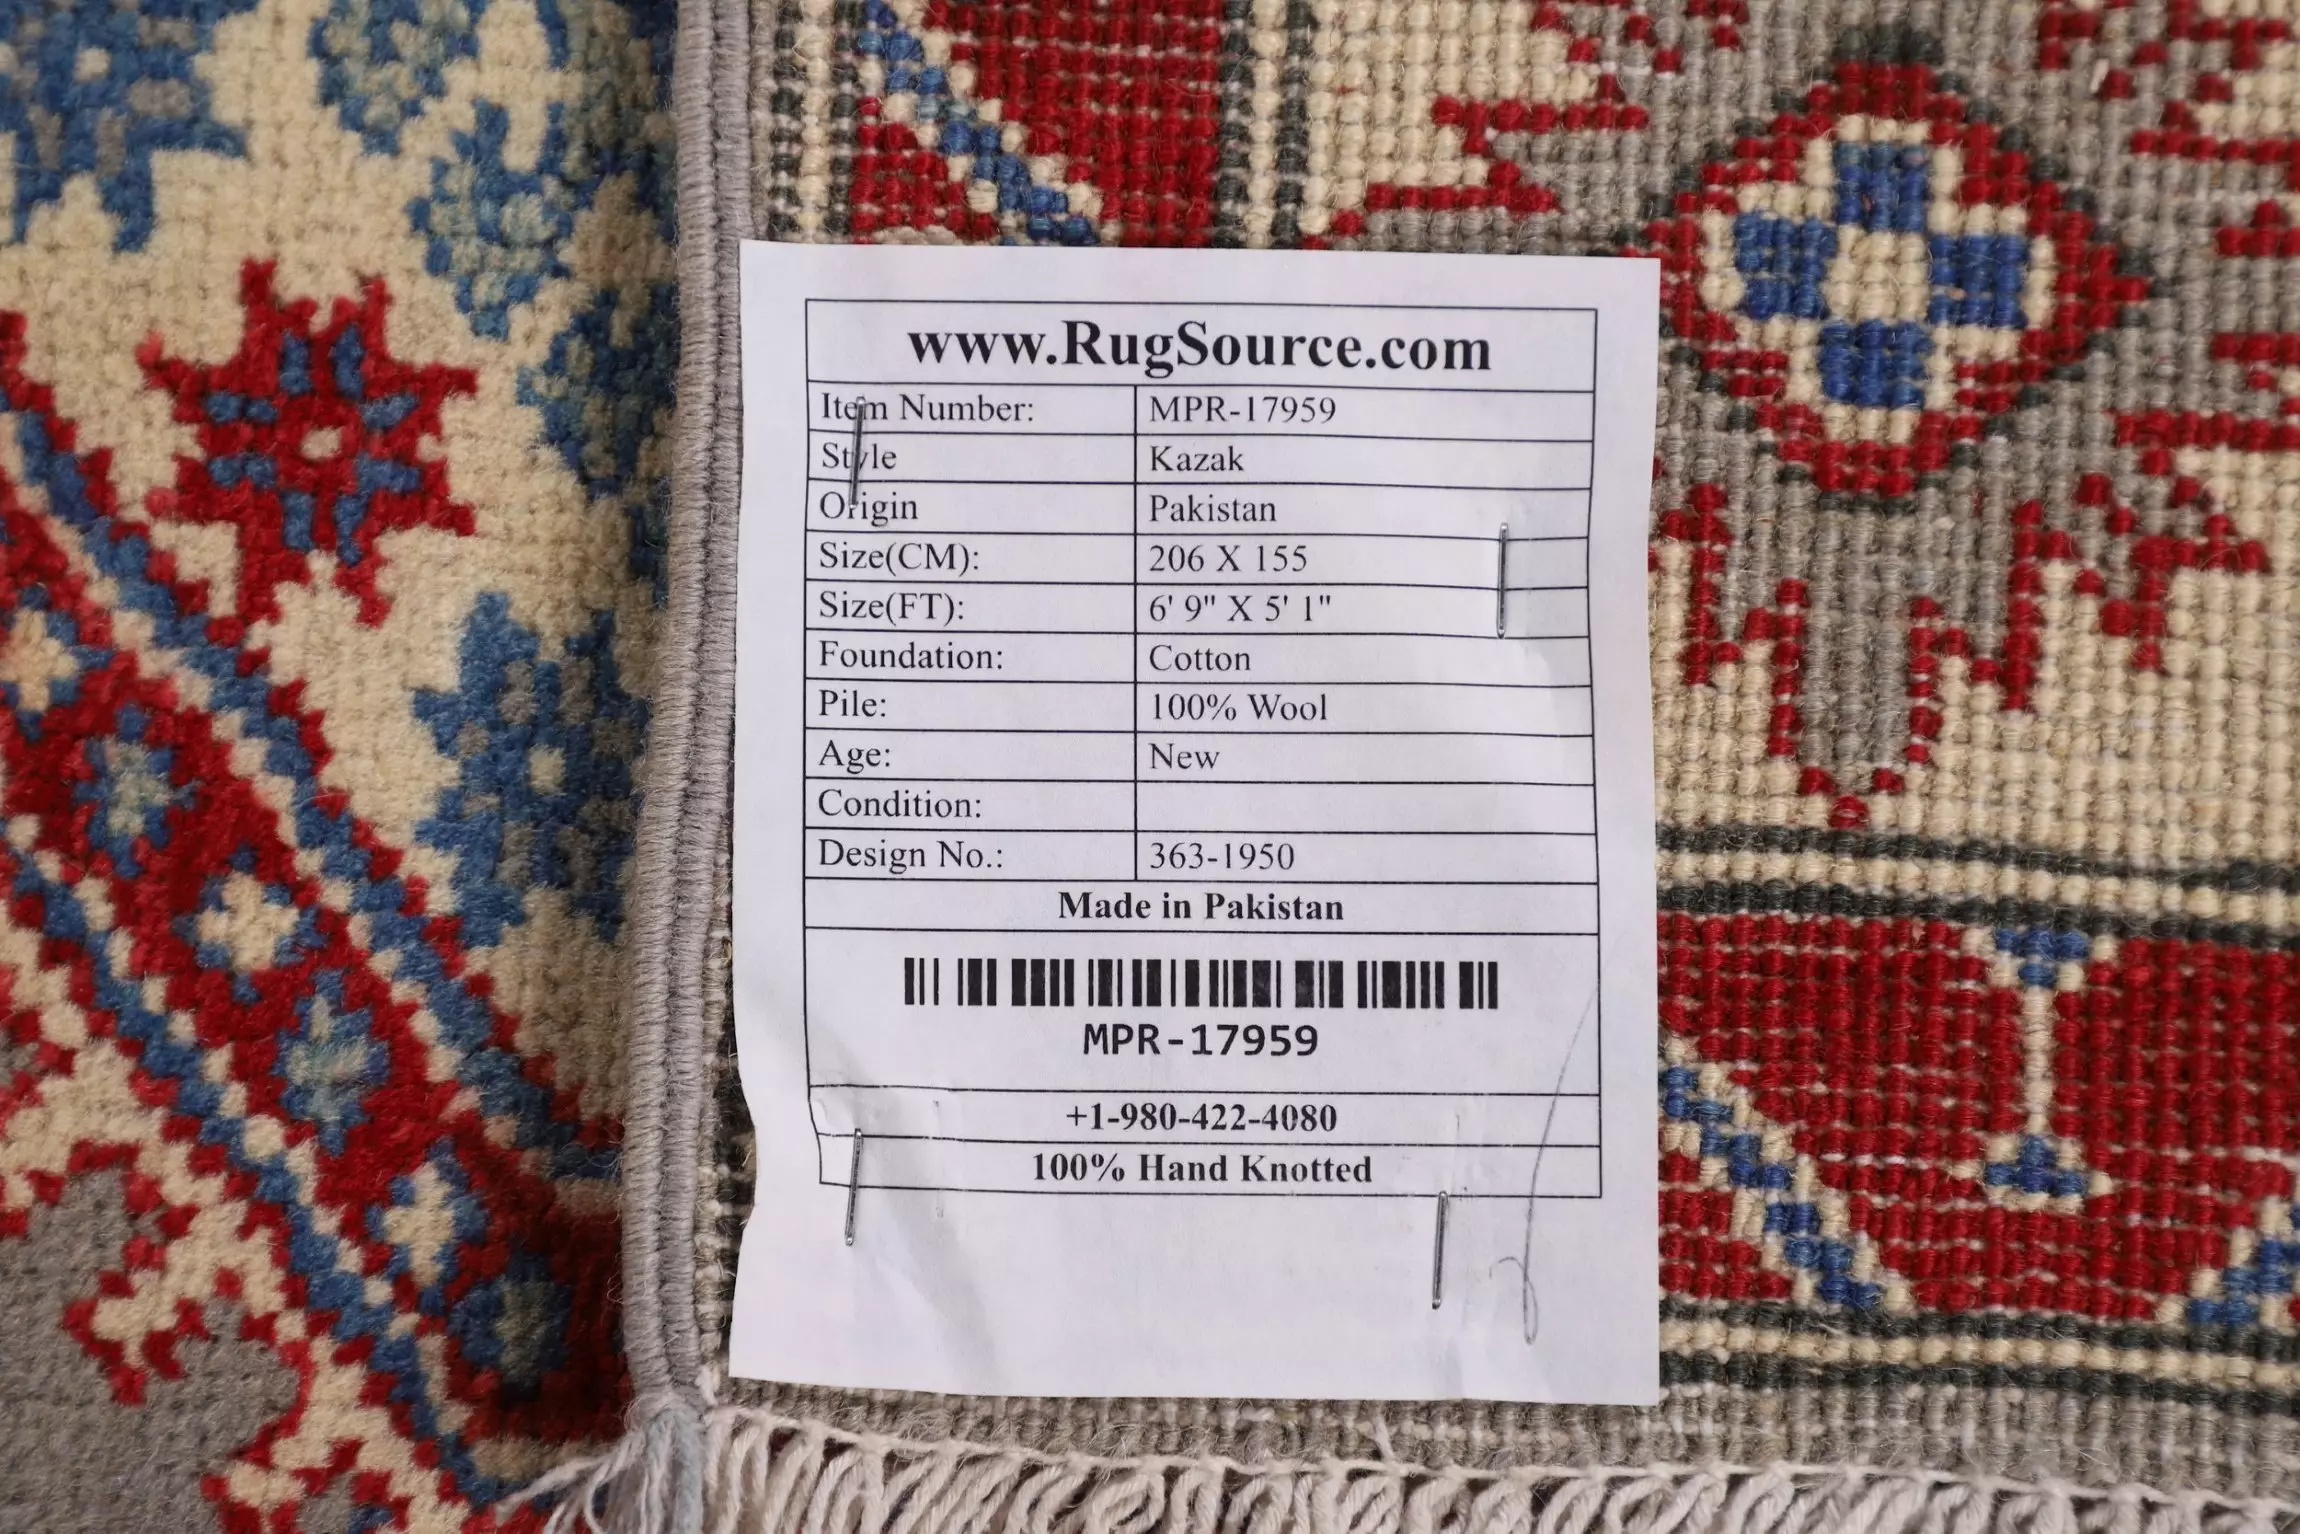 www.RugSource.com
Item Number: MPR-17959
Style Kazak
Origin Pakistan
Size(CM): 206 X 155
Size(FT): 6' 9" X 5' 1"
Foundation: Cotton
Pile: 100% Wool
Age: New
Condition:
Design No.: 363-1950
Made in Pakistan
MPR-17959
+1-980-422-4080
100% Hand Knotted